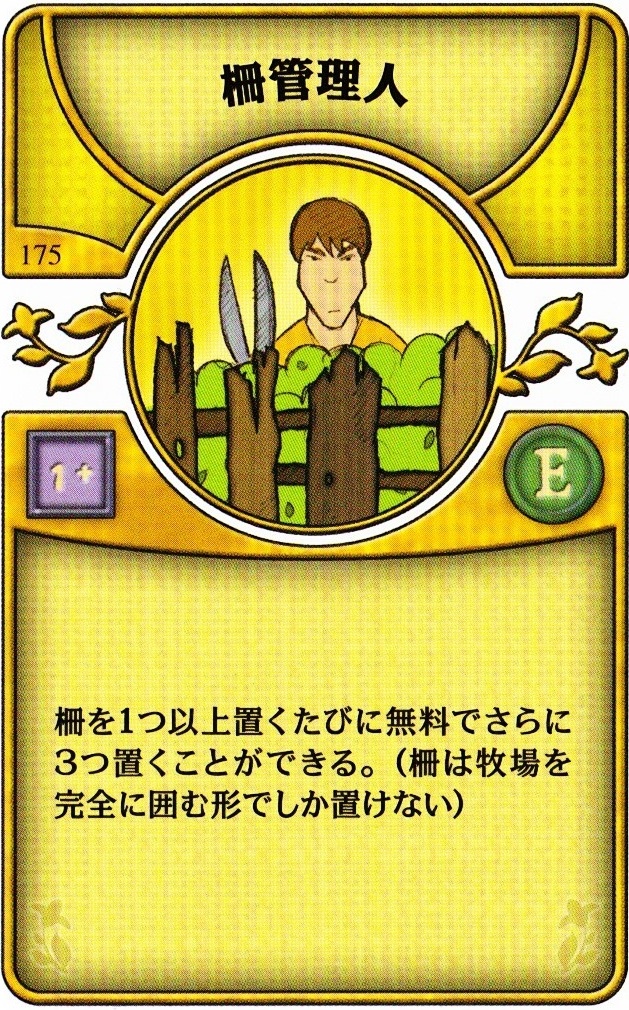 柵管理人
175
1+
E
柵を1つ以上置くたびに無料でさらに
3つ置くことができる。(柵は牧場を
完全に囲む形でしか置けない)